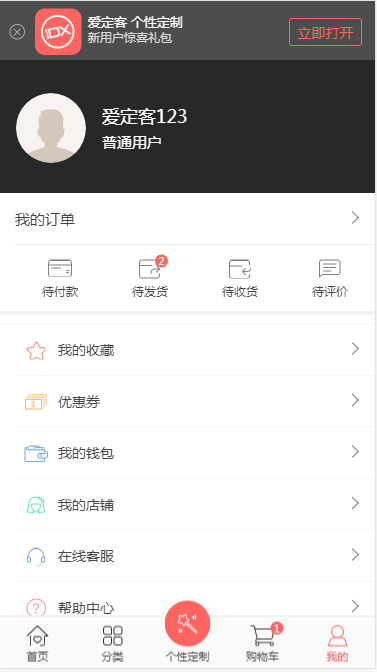 IDX
爱定客 个性定制
新用户惊喜礼包
立即打开
爱定客123
普通用户
我的订单
2
待付款 待发货 待收货 待评价
我的收藏
优惠券
$
我的钱包
我的店铺
在线客服
?
帮助中心
1
首页 分类 个性定制 购物车 我的